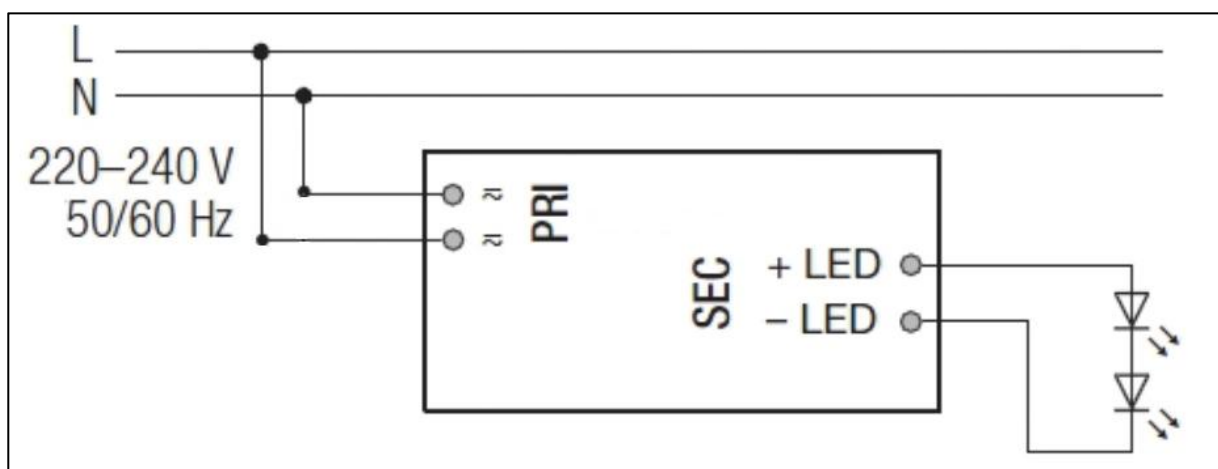 L
N
220–240 V
50/60 Hz
≈ PRI
≈
SEC
+ LED
– LED